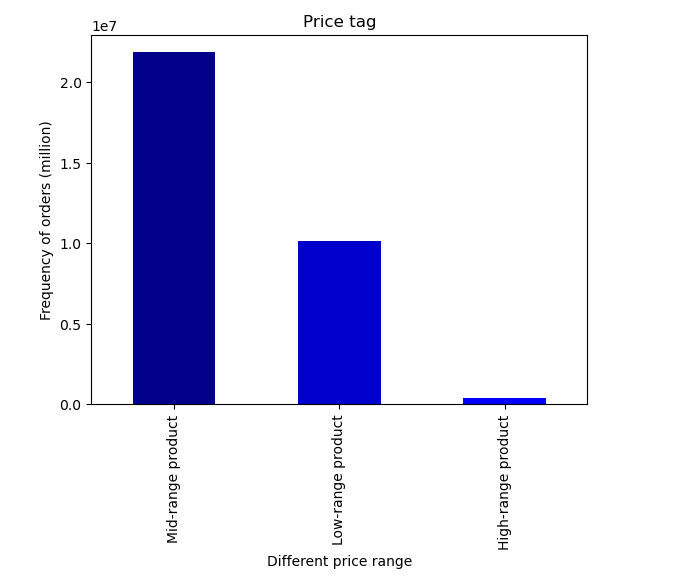 Price tag
1e7
2.0
1.5
1.0
0.5
0.0
Frequency of orders (million)
Mid-range product
Low-range product
High-range product
Different price range